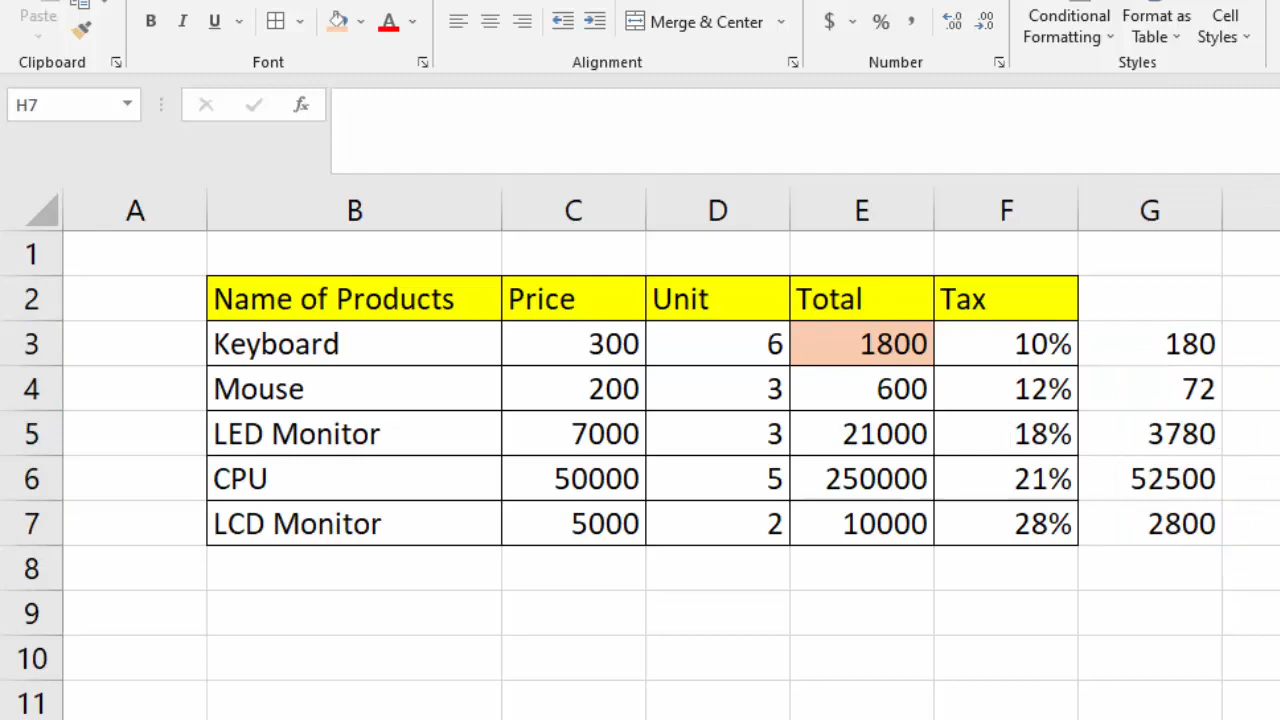 Paste B I U A Merge & Center $ % , Conditional Format as Cell
Formatting Table Styles
Clipboard Font Alignment Number Styles
H7 fx
A B C D E F G
1
2 Name of Products Price Unit Total Tax
3 Keyboard 300 6 1800 10% 180
4 Mouse 200 3 600 12% 72
5 LED Monitor 7000 3 21000 18% 3780
6 CPU 50000 5 250000 21% 52500
7 LCD Monitor 5000 2 10000 28% 2800
8
9
10
11